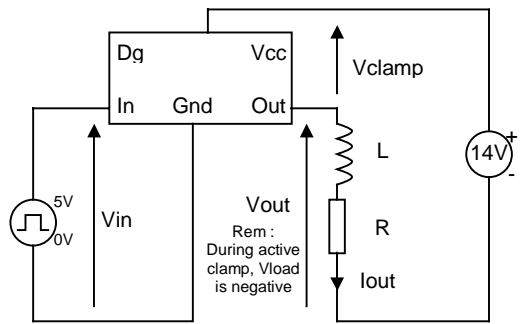 Dg
Vcc
In
Gnd
Out
Vclamp
5V
0V
Vin
Vout
Rem :
During active
clamp, Vload
is negative
L
R
Iout
14V
+
-